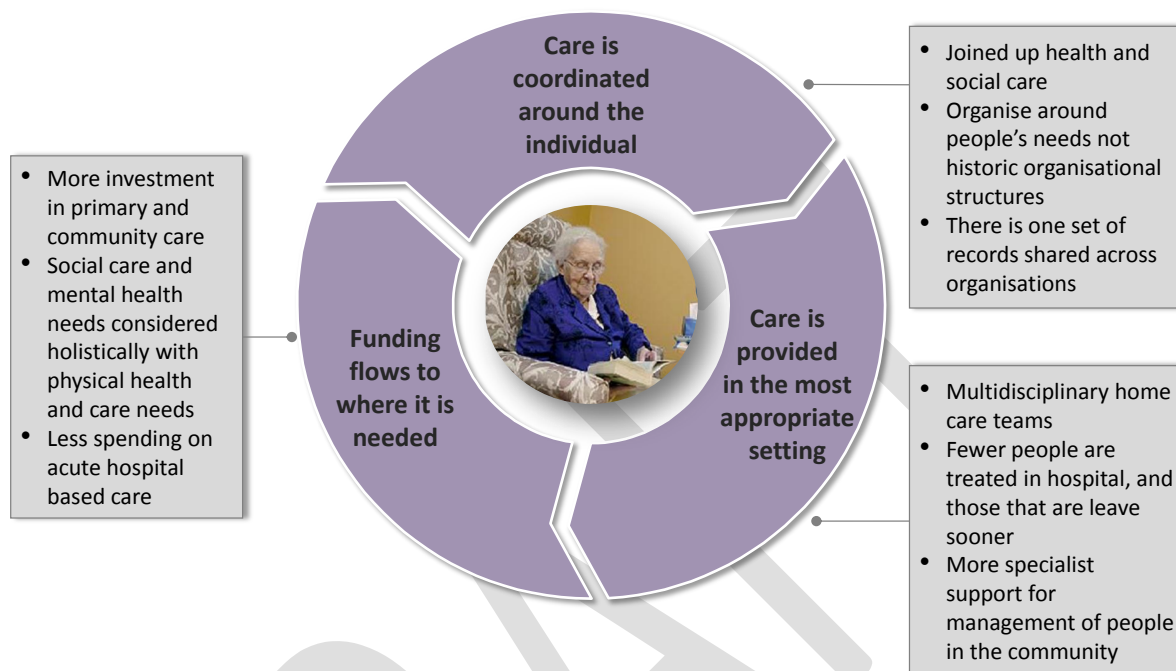 Care is
coordinated
around the
individual
• Joined up health and
social care
• Organise around
people's needs not
historic organisational
structures
• There is one set of
records shared across
organisations
• More investment
in primary and
community care
• Social care and
mental health
needs considered
holistically with
physical health
and care needs
• Less spending on
acute hospital
based care
Funding
flows to
where it is
needed
Care is
provided
in the most
appropriate
setting
• Multidisciplinary home
care teams
• Fewer people are
treated in hospital, and
those that are leave
sooner
• More specialist
support for
management of people
in the community